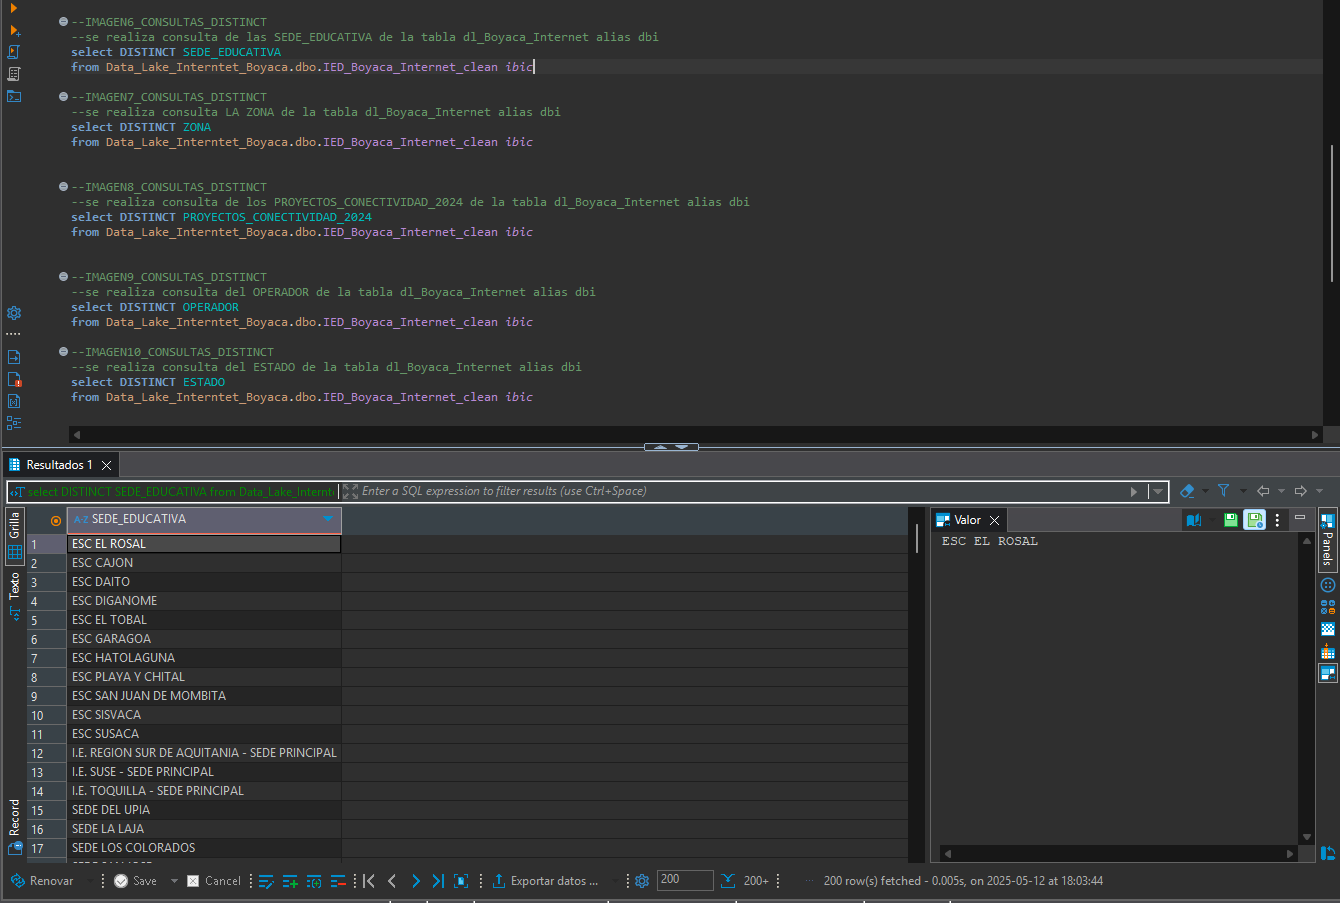 --IMAGEN6_CONSULTAS_DISTINCT
--se realiza consulta de las SEDE_EDUCATIVA de la tabla dl_Boyaca_Internet alias dbi
select DISTINCT SEDE_EDUCATIVA
from Data_Lake_Interntet_Boyaca.dbo.IED_Boyaca_Internet_clean ibic
--IMAGEN7_CONSULTAS_DISTINCT
--se realiza consulta LA ZONA de la tabla dl_Boyaca_Internet alias dbi
select DISTINCT ZONA
from Data_Lake_Interntet_Boyaca.dbo.IED_Boyaca_Internet_clean ibic
--IMAGEN8_CONSULTAS_DISTINCT
--se realiza consulta de los PROYECTOS_CONECTIVIDAD_2024 de la tabla dl_Boyaca_Internet alias dbi
select DISTINCT PROYECTOS_CONECTIVIDAD_2024
from Data_Lake_Interntet_Boyaca.dbo.IED_Boyaca_Internet_clean ibic
--IMAGEN9_CONSULTAS_DISTINCT
--se realiza consulta del OPERADOR de la tabla dl_Boyaca_Internet alias dbi
select DISTINCT OPERADOR
from Data_Lake_Interntet_Boyaca.dbo.IED_Boyaca_Internet_clean ibic
--IMAGEN10_CONSULTAS_DISTINCT
--se realiza consulta del ESTADO de la tabla dl_Boyaca_Internet alias dbi
select DISTINCT ESTADO
from Data_Lake_Interntet_Boyaca.dbo.IED_Boyaca_Internet_clean ibic
Resultados 1
select DISTINCT SEDE_EDUCATIVA from Data_Lake_Internt
Enter a SQL expression to filter results (use Ctrl+Space)
Grilla
Texto
Record
A-Z SEDE_EDUCATIVA
1 ESC EL ROSAL
2 ESC CAJON
3 ESC DAITO
4 ESC DIGANOME
5 ESC EL TOBAL
6 ESC GARAGOA
7 ESC HATOLAGUNA
8 ESC PLAYA Y CHITAL
9 ESC SAN JUAN DE MOMBITA
10 ESC SISVACA
11 ESC SUSACA
12 I.E. REGION SUR DE AQUITANIA - SEDE PRINCIPAL
13 I.E. SUSE - SEDE PRINCIPAL
14 I.E. TOQUILLA - SEDE PRINCIPAL
15 SEDE DEL UPIA
16 SEDE LA LAJA
17 SEDE LOS COLORADOS
Valor
ESC EL ROSAL
Panels
Renovar
Save
Cancel
Exportar datos ...
200
200+
200 row(s) fetched - 0.005s, on 2025-05-12 at 18:03:44